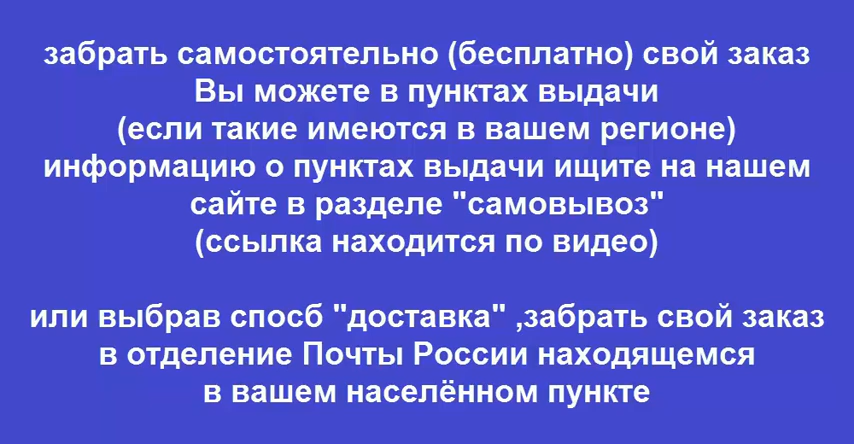 забрать самостоятельно (бесплатно) свой заказ
Вы можете в пунктах выдачи
(если такие имеются в вашем регионе)
информацию о пунктах выдачи ищите на нашем
сайте в разделе "самовывоз"
(ссылка находится по видео)
или выбрав спосб "доставка" ,забрать свой заказ
в отделение Почты России находящемся
в вашем населённом пункте